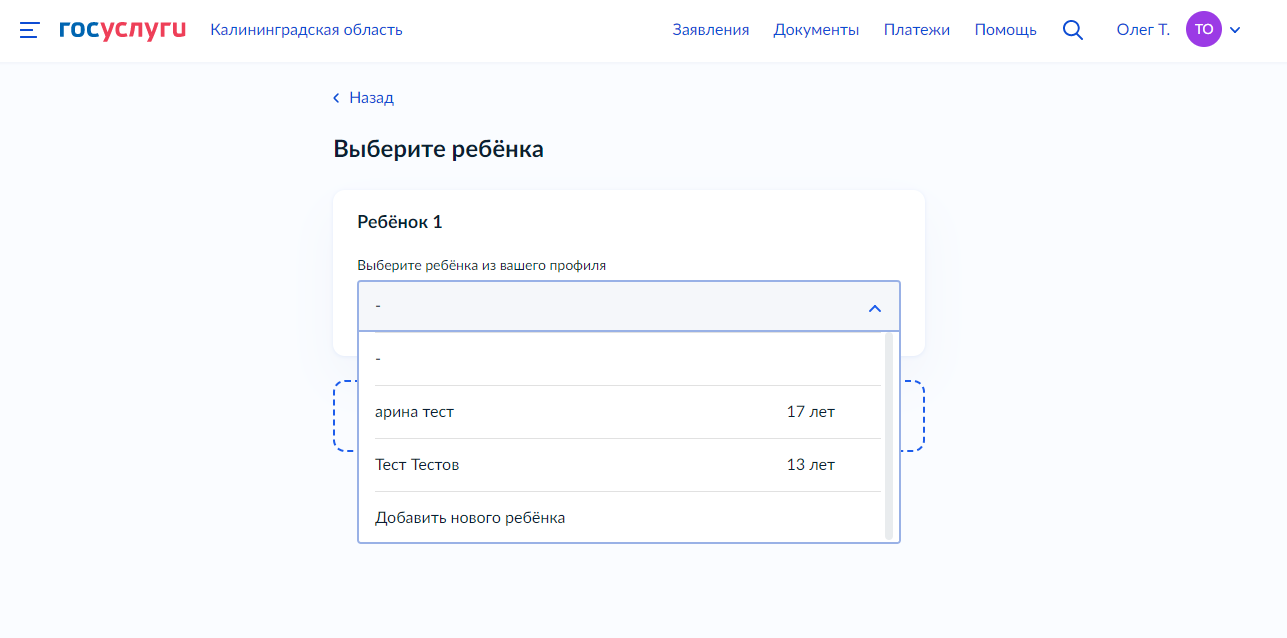 госуслуги Калининградская область Заявления Документы Платежи Помощь Олег Т. ТО
Назад
Выберите ребёнка
Ребёнок 1
Выберите ребёнка из вашего профиля
-
-
арина тест 17 лет
Тест Тестов 13 лет
Добавить нового ребёнка